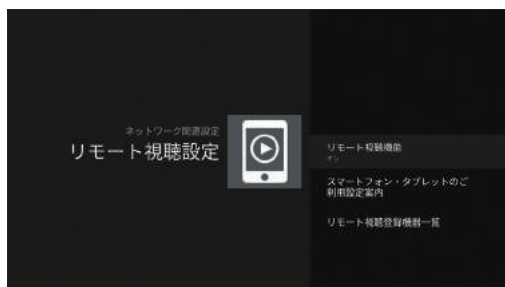 ネットワーク関連設定
リモート視聴設定
リモート視聴機能
オン
スマートフォン・タブレットのご
利用設定案内
リモート視聴登録機器一覧